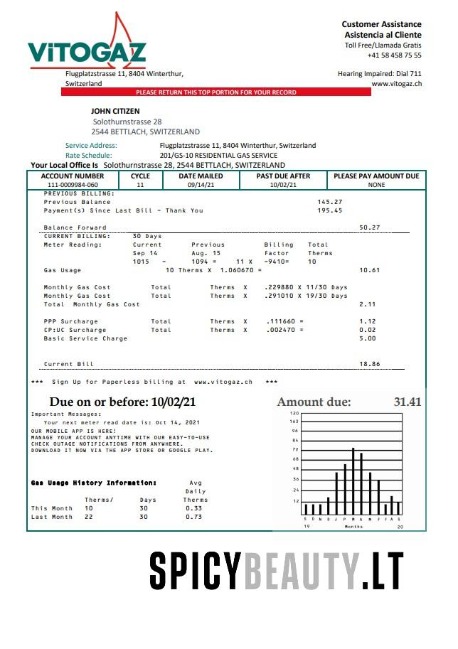 ViTOGAZ
Flugplatzstrasse 11, 8404 Winterthur,
Switzerland
Customer Assistance
Asistencia al Cliente
Toll Free/Llamada Gratis
+41 58 458 75 55
Hearing Impaired: Dial 711
www.vitogaz.ch
PLEASE RETURN THIS TOP PORTION FOR YOUR RECORD
JOHN CITIZEN
Solothurnstrasse 28
2544 BETTLACH, SWITZERLAND
Service Address: Flugplatzstrasse 11, 8404 Winterthur, Switzerland
Rate Schedule: 201/GS-10 RESIDENTIAL GAS SERVICE
Your Local Office Is Solothurnstrasse 28, 2544 BETTLACH, SWITZERLAND
ACCOUNT NUMBER CYCLE DATE MAILED PAST DUE AFTER PLEASE PAY AMOUNT DUE
111-0009984-060 11 09/14/21 10/02/21 NONE
PREVIOUS BILLING:
Previous Balance 145.27
Payment(s) Since Last Bill - Thank You 195.45
Balance Forward 50.27
CURRENT BILLING: 30 Days
Meter Reading: Current Previous Billing Total
Sep 14 Aug. 15 Factor Therms
1015 - 1094 = 11 X -9410= 10
Gas Usage 10 Therms X 1.060670 = 10.61
Monthly Gas Cost Total Therms X .229880 X 11/30 Days
Monthly Gas Cost Total Therms X .291010 X 19/30 Days
Total Monthly Gas Cost 2.11
PPP Surcharge Total Therms X .111660 = 1.12
CP:UC Surcharge Total Therms X .002470 = 0.02
Basic Service Charge 5.00
Current Bill 18.86
*** Sign Up for Paperless billing at www.vitogaz.ch ***
Due on or before: 10/02/21 Amount due: 31.41
Important Messages:
Your next meter read date is: Oct 14, 2021
OUR MOBILE APP IS HERE!
MANAGE YOUR ACCOUNT ANYTIME WITH OUR EASY-TO-USE
CHECK OUTAGE NOTIFICATIONS FROM ANYWHERE.
DOWNLOAD IT NOW VIA THE APP STORE OR GOOGLE PLAY.
Gas Usage History Information: Avg
Daily
Therms/ Days Therms
This Month 10 30 0.33
Last Month 22 30 0.73
120
108
96
84
72
60
48
36
24
12
S O N D J F M A M J J A S
19 Months 20
SPICYBEAUTY.LT